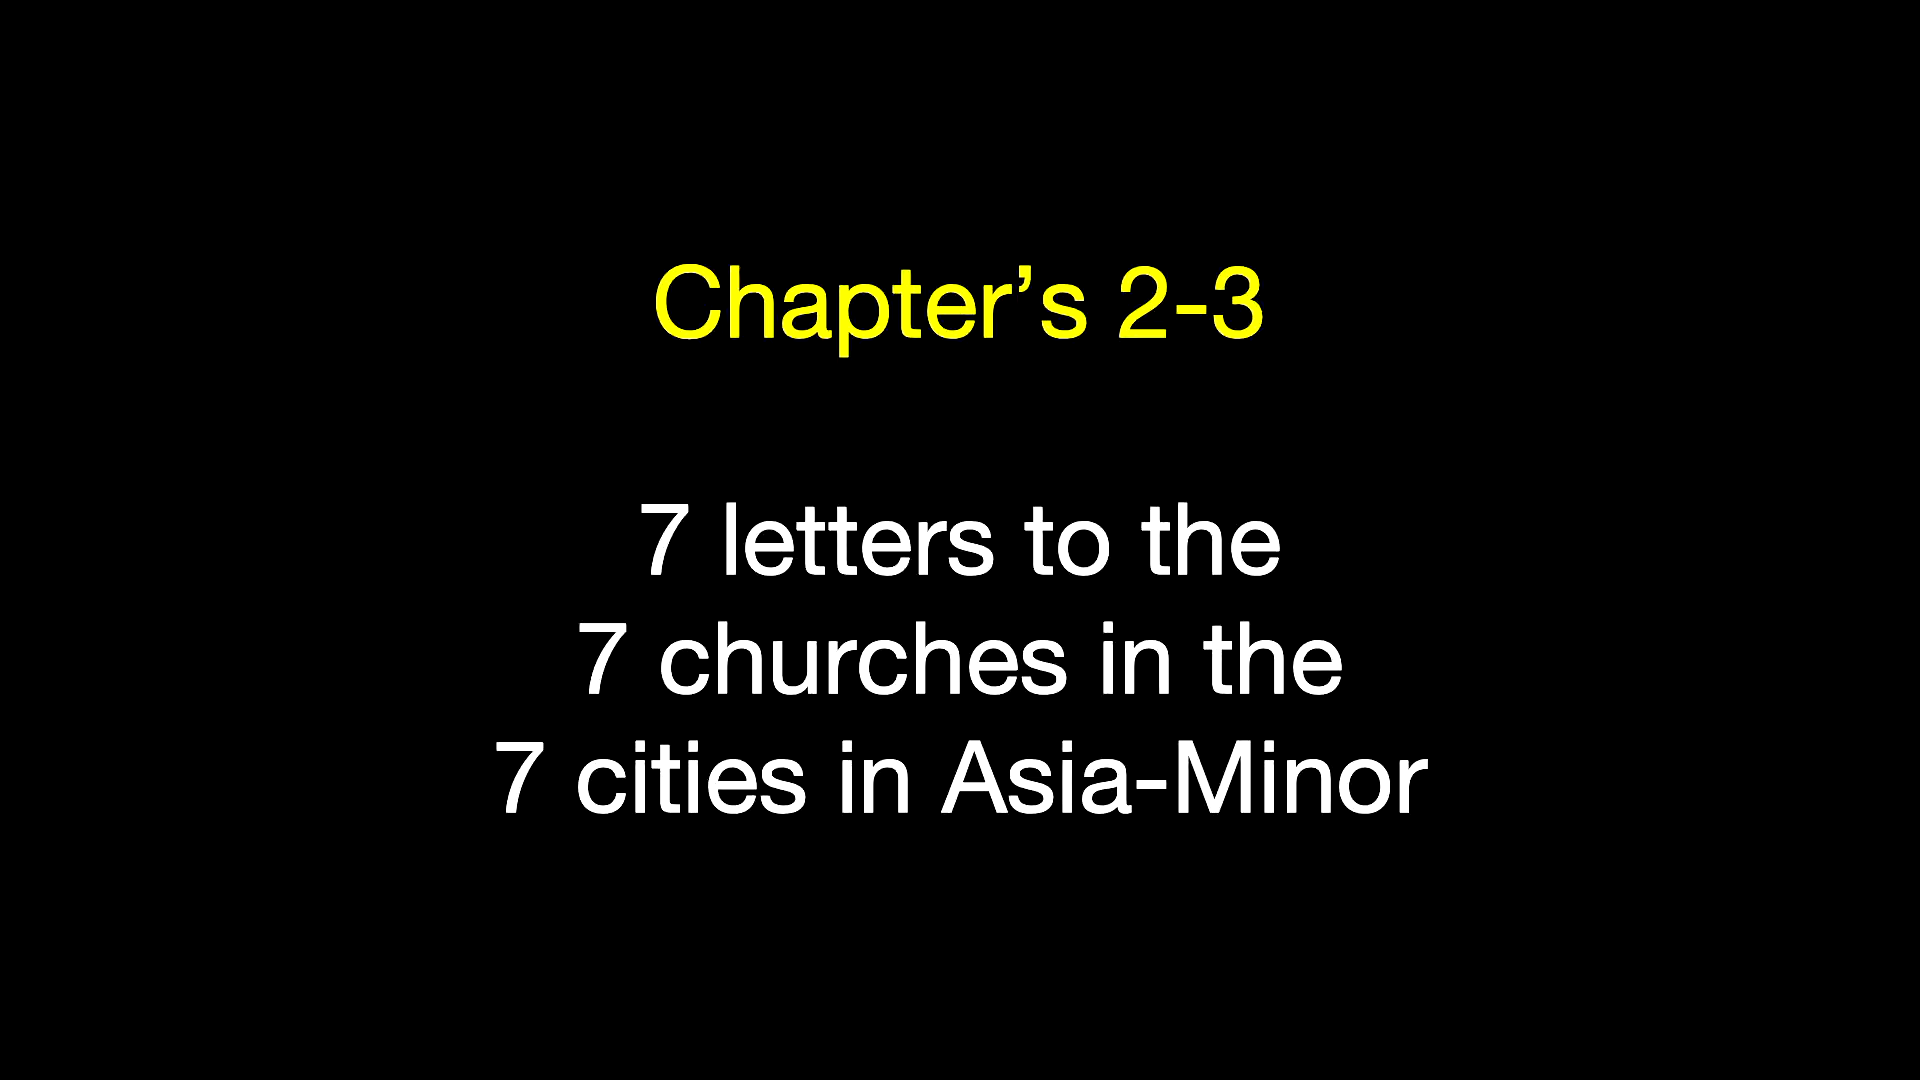 Chapter’s 2-3
7 letters to the
7 churches in the
7 cities in Asia-Minor